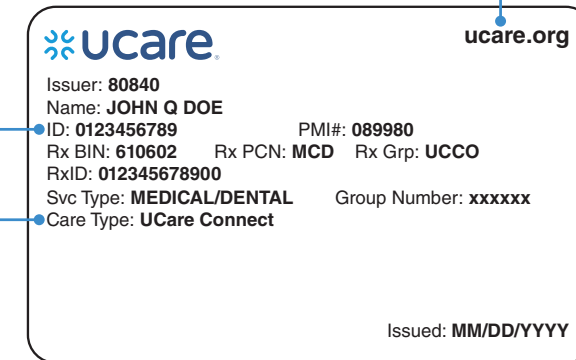 ucare
ucare.org
Issuer: 80840
Name: JOHN Q DOE
ID: 0123456789 PMI#: 089980
Rx BIN: 610602 Rx PCN: MCD Rx Grp: UCCO
RxID: 012345678900
Svc Type: MEDICAL/DENTAL Group Number: xxxxxx
Care Type: UCare Connect
Issued: MM/DD/YYYY